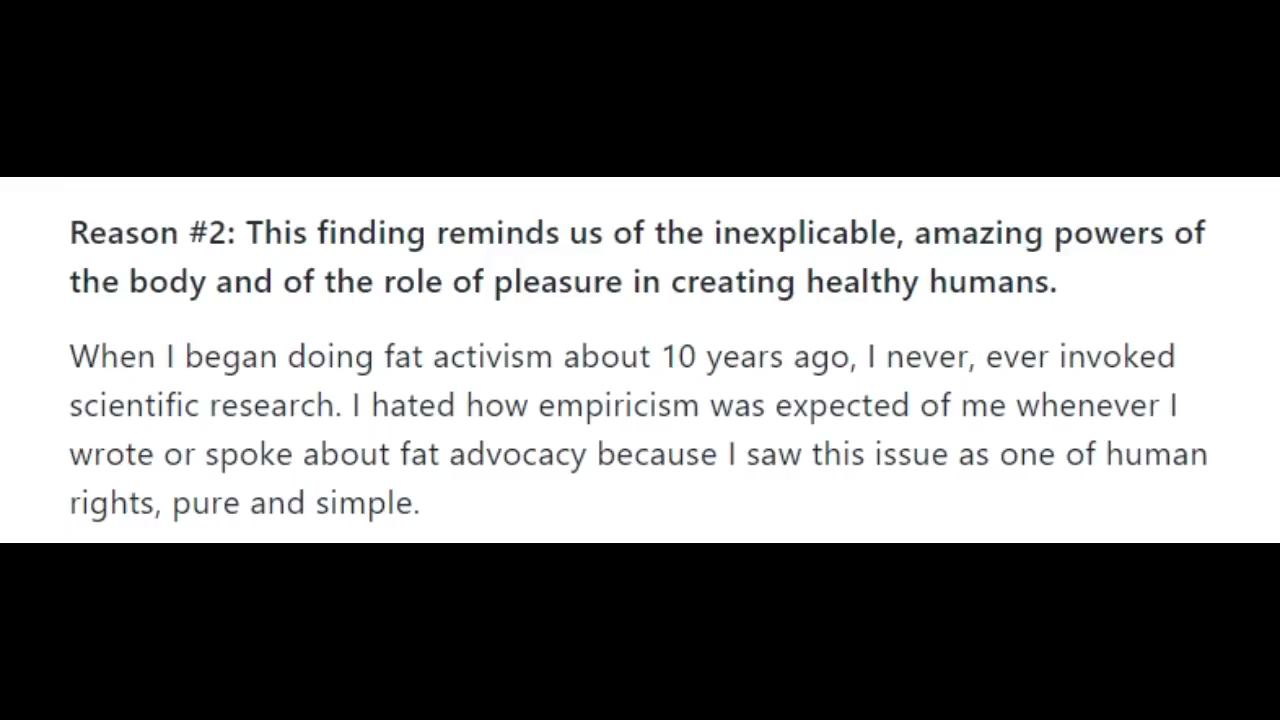 Reason #2: This finding reminds us of the inexplicable, amazing powers of
the body and of the role of pleasure in creating healthy humans.
When I began doing fat activism about 10 years ago, I never, ever invoked
scientific research. I hated how empiricism was expected of me whenever I
wrote or spoke about fat advocacy because I saw this issue as one of human
rights, pure and simple.